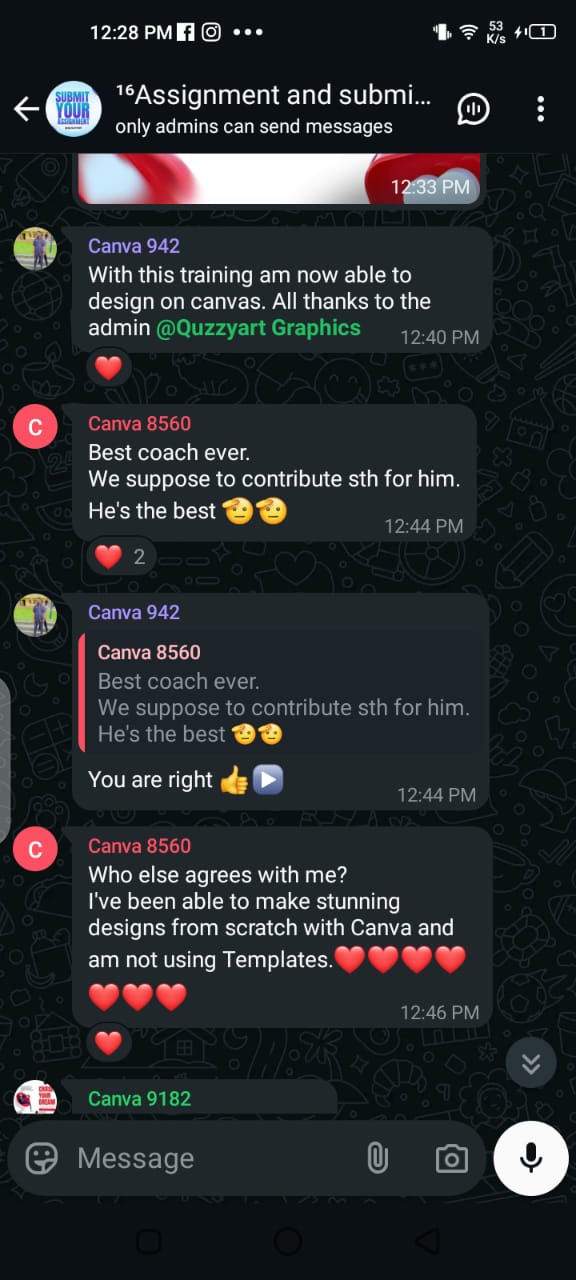 12:28 PM
53
K/s
1
SUBMIT
YOUR
ASSIGNMENT
¹⁶Assignment and submi...
only admins can send messages
12:33 PM
Canva 942
With this training am now able to
design on canvas. All thanks to the
admin @Quzzyart Graphics
12:40 PM
❤️
C
Canva 8560
Best coach ever.
We suppose to contribute sth for him.
He's the best 🫡🫡
12:44 PM
❤️ 2
Canva 942
Canva 8560
Best coach ever.
We suppose to contribute sth for him.
He's the best 🫡🫡
You are right 👍▶️
12:44 PM
C
Canva 8560
Who else agrees with me?
I've been able to make stunning
designs from scratch with Canva and
am not using Templates.❤️❤️❤️❤️
❤️❤️❤️
12:46 PM
❤️
Canva 9182
Message